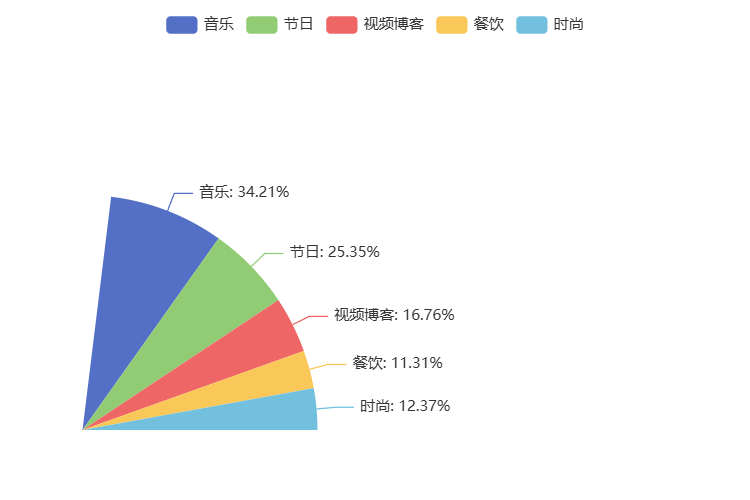 音乐 节日 视频博客 餐饮 时尚
音乐: 34.21%
节日: 25.35%
视频博客: 16.76%
餐饮: 11.31%
时尚: 12.37%